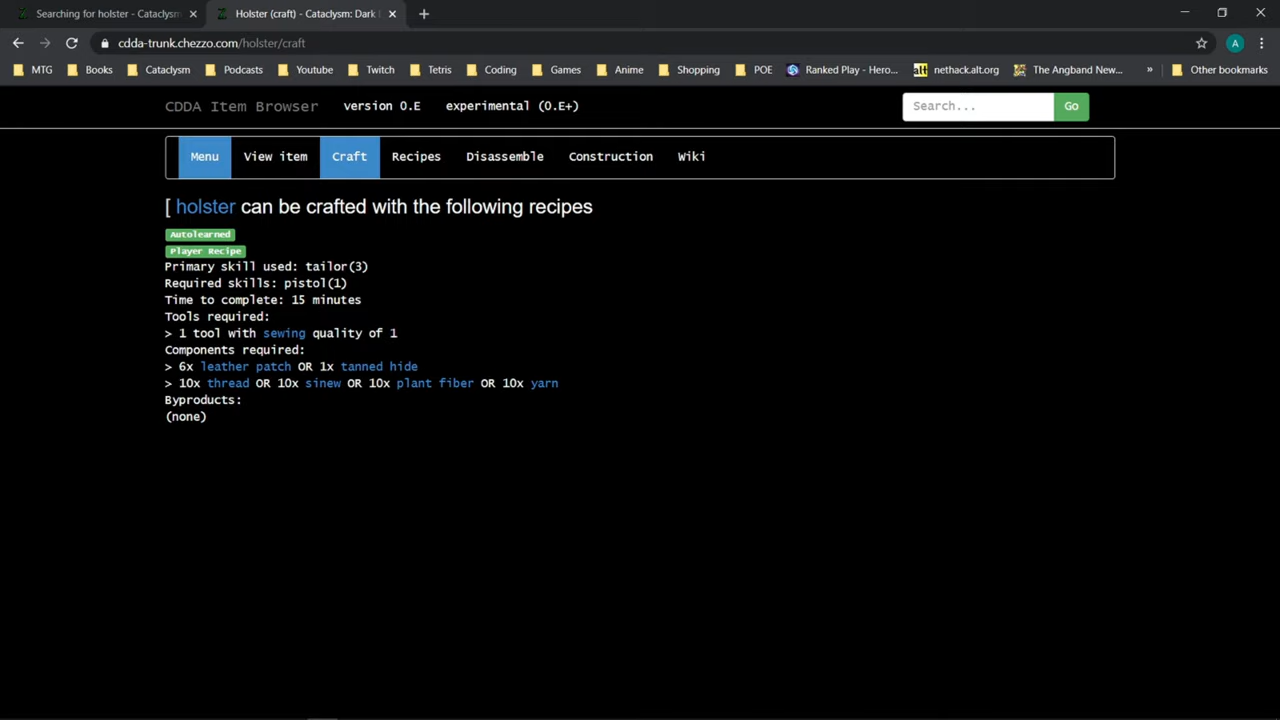 Searching for holster - Cataclysm
Holster (craft) - Cataclysm: Dark
cdda-trunk.chezzo.com/holster/craft
A
MTG Books Cataclysm Podcasts Youtube Twitch Tetris Coding Games Anime Shopping POE Ranked Play - Hero... alt nethack.alt.org The Angband New... » Other bookmarks
CDDA Item Browser version 0.E experimental (0.E+) Search... Go
Menu View item Craft Recipes Disassemble Construction Wiki
[ holster can be crafted with the following recipes
Autolearned
Player Recipe
Primary skill used: tailor(3)
Required skills: pistol(1)
Time to complete: 15 minutes
Tools required:
> 1 tool with sewing quality of 1
Components required:
> 6x leather patch OR 1x tanned hide
> 10x thread OR 10x sinew OR 10x plant fiber OR 10x yarn
Byproducts:
(none)